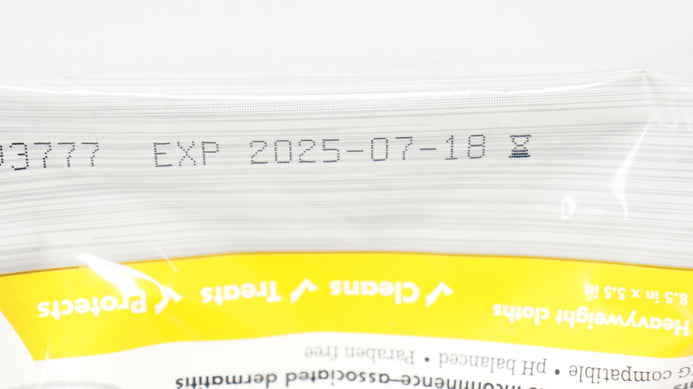 93777 EXP 2025-07-18
✓ Cleans ✓ Treats ✓ Protects
Heavyweight cloths
8.5 in x 5.5 in
compatible • pH balanced • Paraben free
incontinence-associated dermatitis